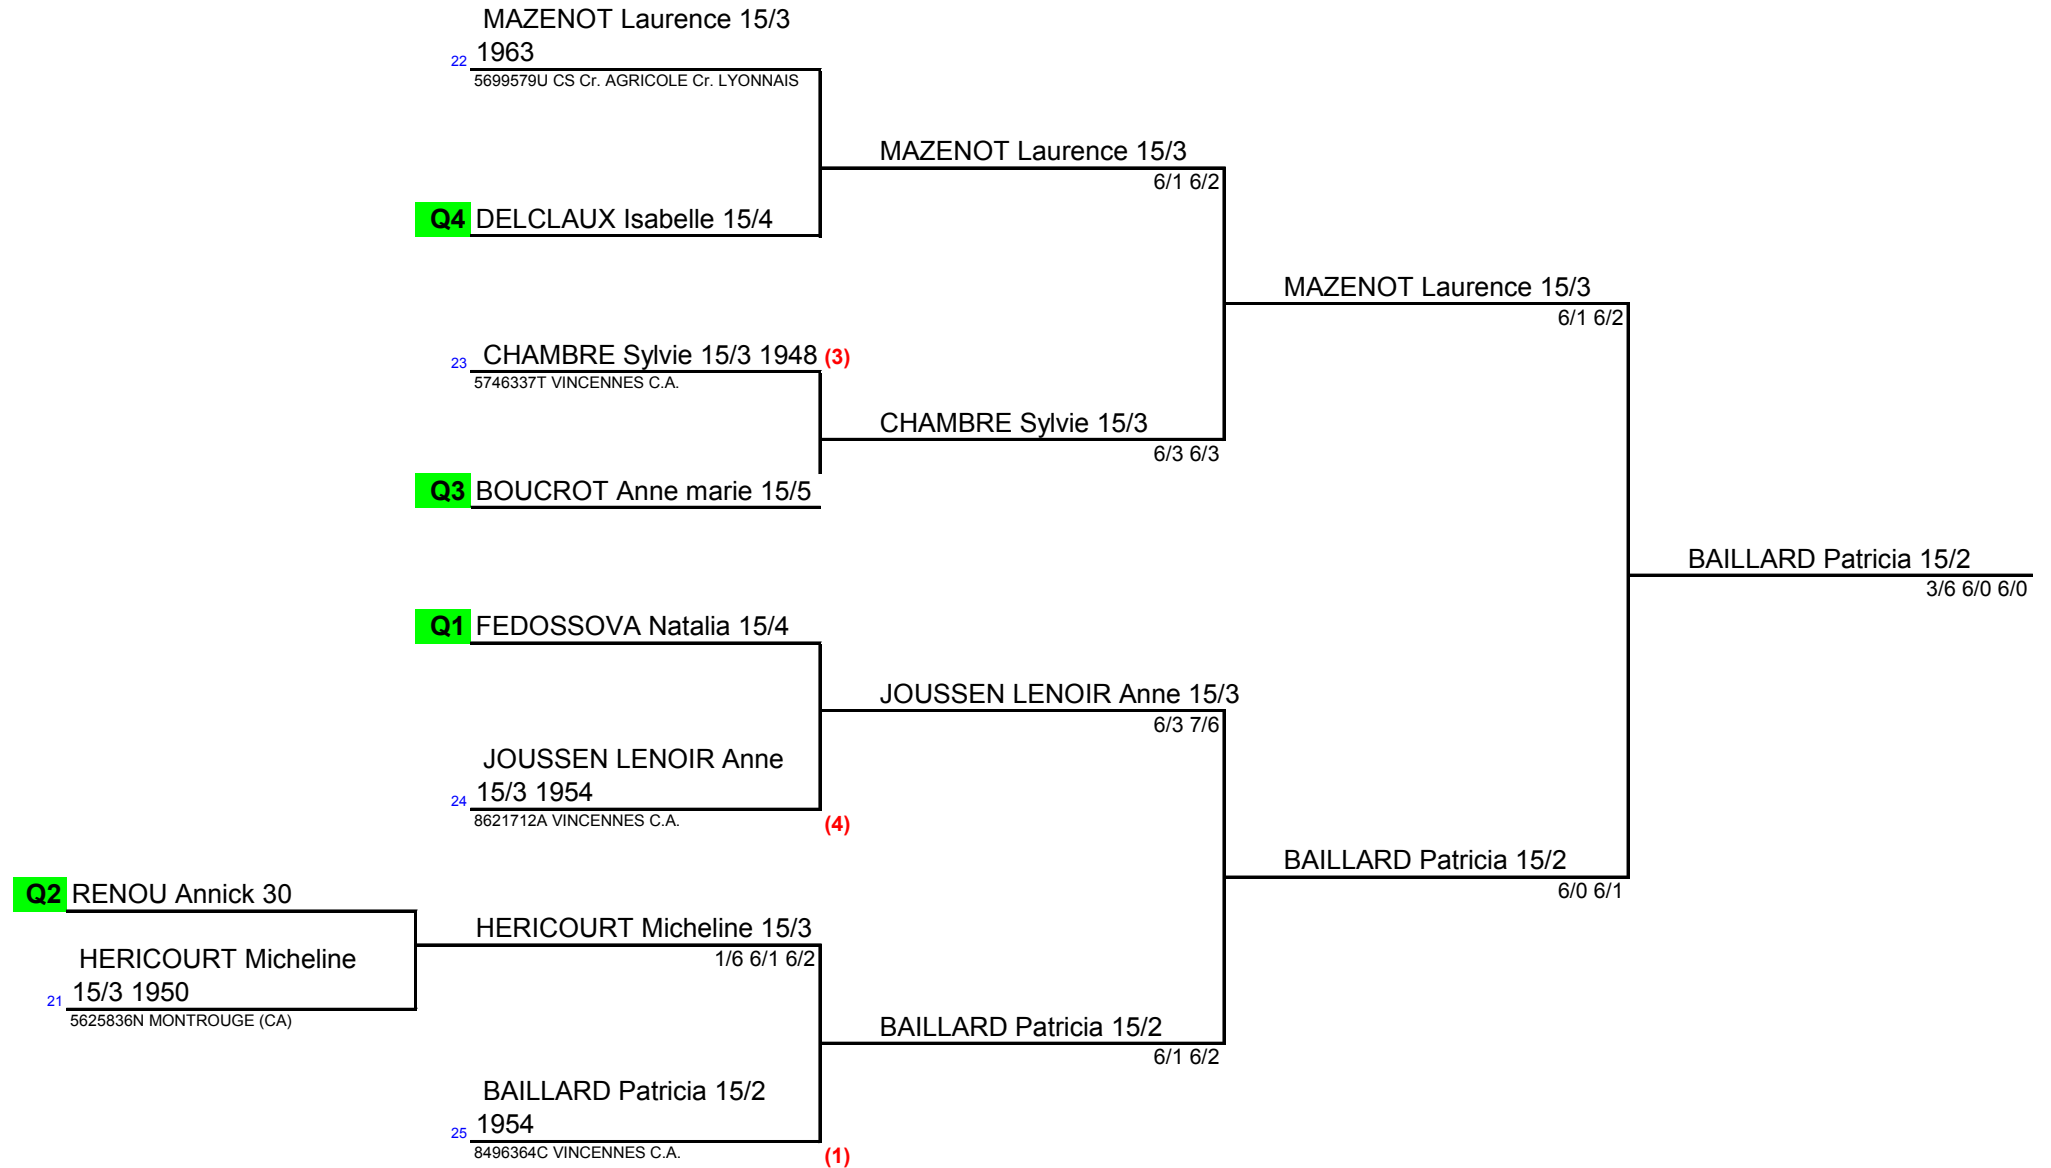 MAZENOT Laurence 15/3
22 1963
5699579U CS Cr. AGRICOLE Cr. LYONNAIS
MAZENOT Laurence 15/3
6/1 6/2
Q4 DELCLAUX Isabelle 15/4
MAZENOT Laurence 15/3
6/1 6/2
23 CHAMBRE Sylvie 15/3 1948 (3)
5746337T VINCENNES C.A.
CHAMBRE Sylvie 15/3
6/3 6/3
Q3 BOUCROT Anne marie 15/5
BAILLARD Patricia 15/2
3/6 6/0 6/0
Q1 FEDOSSOVA Natalia 15/4
JOUSSEN LENOIR Anne 15/3
6/3 7/6
JOUSSEN LENOIR Anne
24 15/3 1954
8621712A VINCENNES C.A. (4)
BAILLARD Patricia 15/2
6/0 6/1
Q2 RENOU Annick 30
HERICOURT Micheline 15/3
1/6 6/1 6/2
HERICOURT Micheline
21 15/3 1950
5625836N MONTROUGE (CA)
BAILLARD Patricia 15/2
6/1 6/2
BAILLARD Patricia 15/2
25 1954
8496364C VINCENNES C.A. (1)